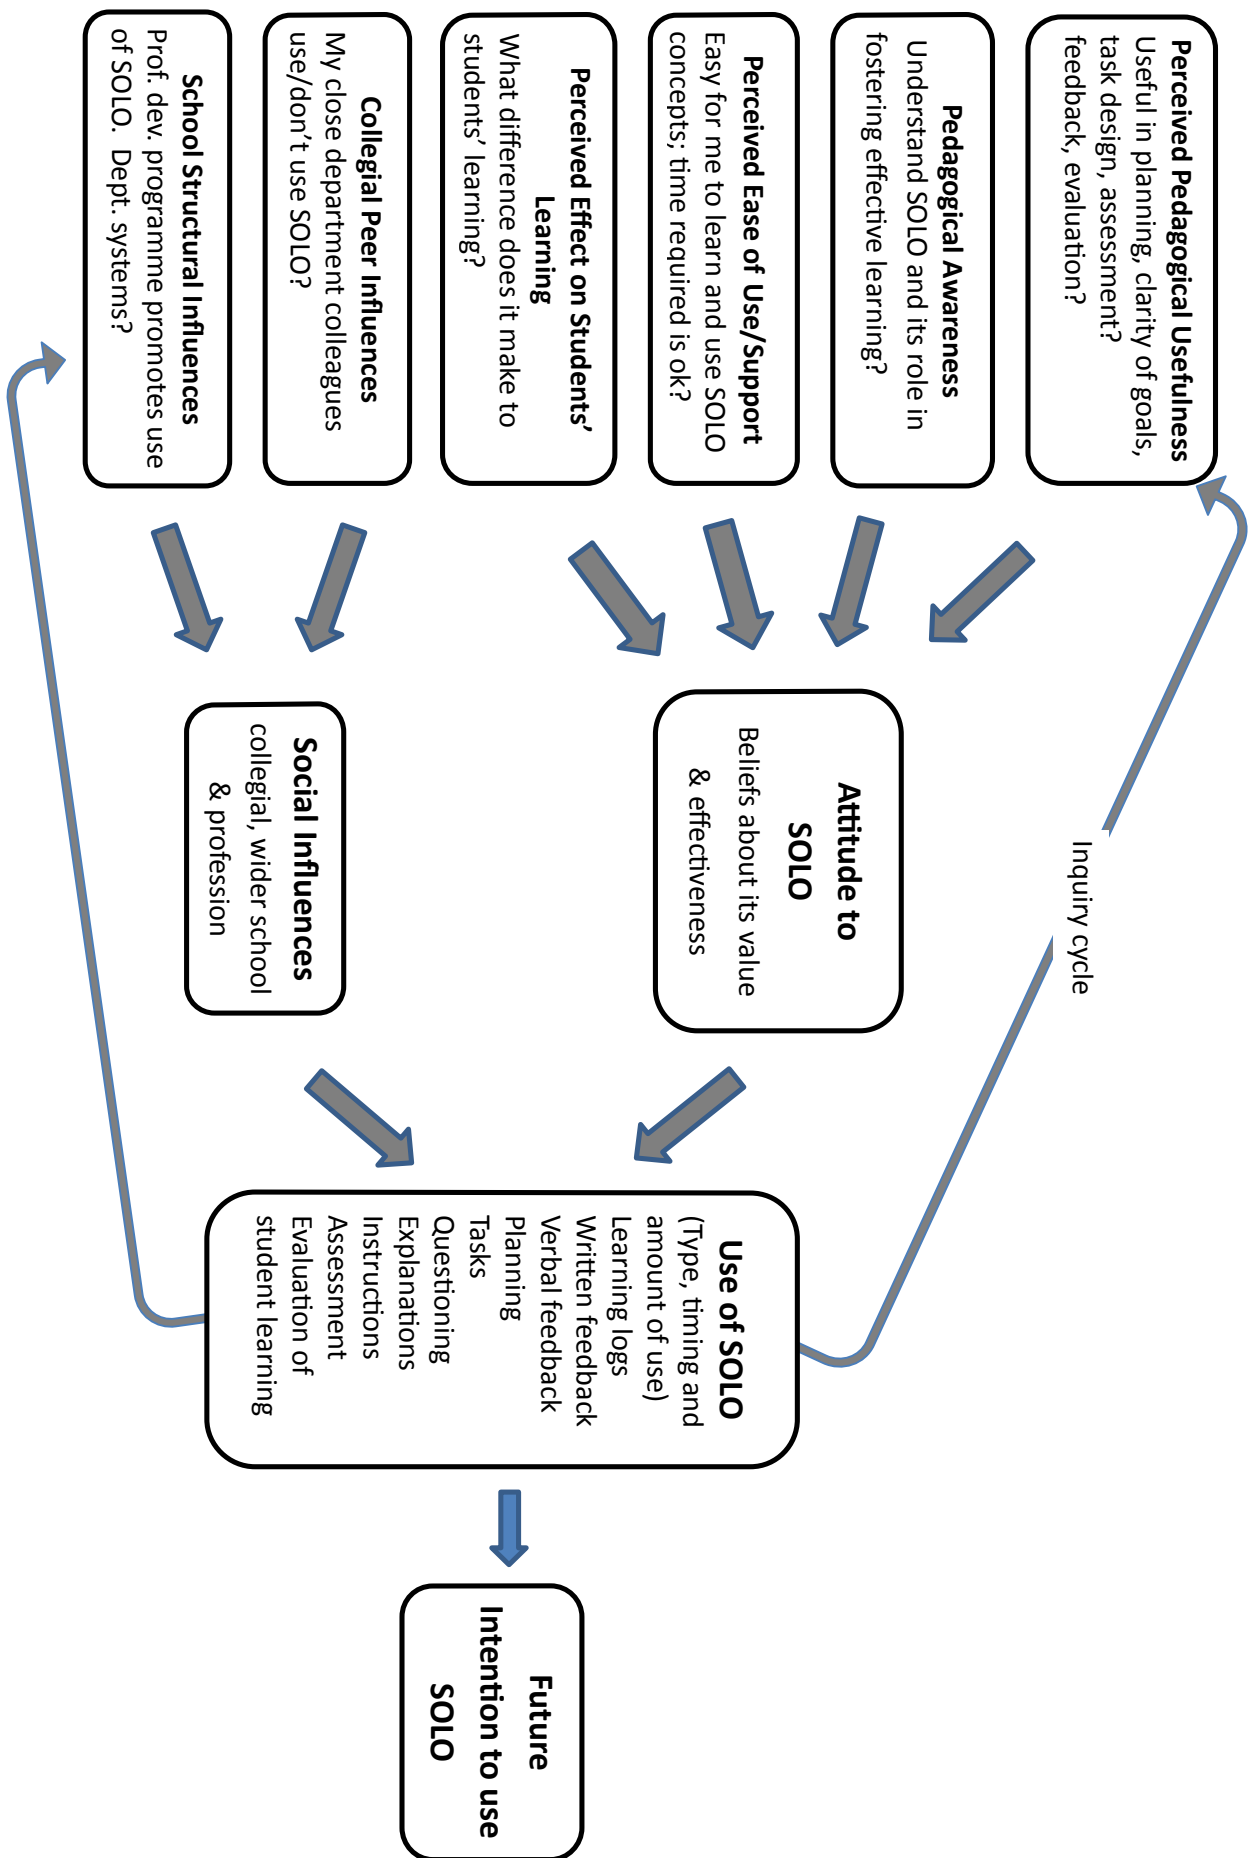 Perceived Pedagogical Usefulness
Useful in planning, clarity of goals,
task design, assessment?
feedback, evaluation?
Pedagogical Awareness
Understand SOLO and its role in
fostering effective learning?
Perceived Ease of Use/Support
Easy for me to learn and use SOLO
concepts; time required is ok?
Perceived Effect on Students'
Learning
What difference does it make to
students' learning?
Collegial Peer Influences
My close department colleagues
use/don't use SOLO?
School Structural Influences
Prof. dev. programme promotes use
of SOLO.  Dept. systems?
Attitude to
SOLO
Beliefs about its value
& effectiveness
Social Influences
collegial, wider school
& profession
Inquiry cycle
Use of SOLO
(Type, timing and
amount of use)
Learning logs
Written feedback
Verbal feedback
Planning
Tasks
Questioning
Explanations
Instructions
Assessment
Evaluation of
student learning
Future
Intention to use
SOLO